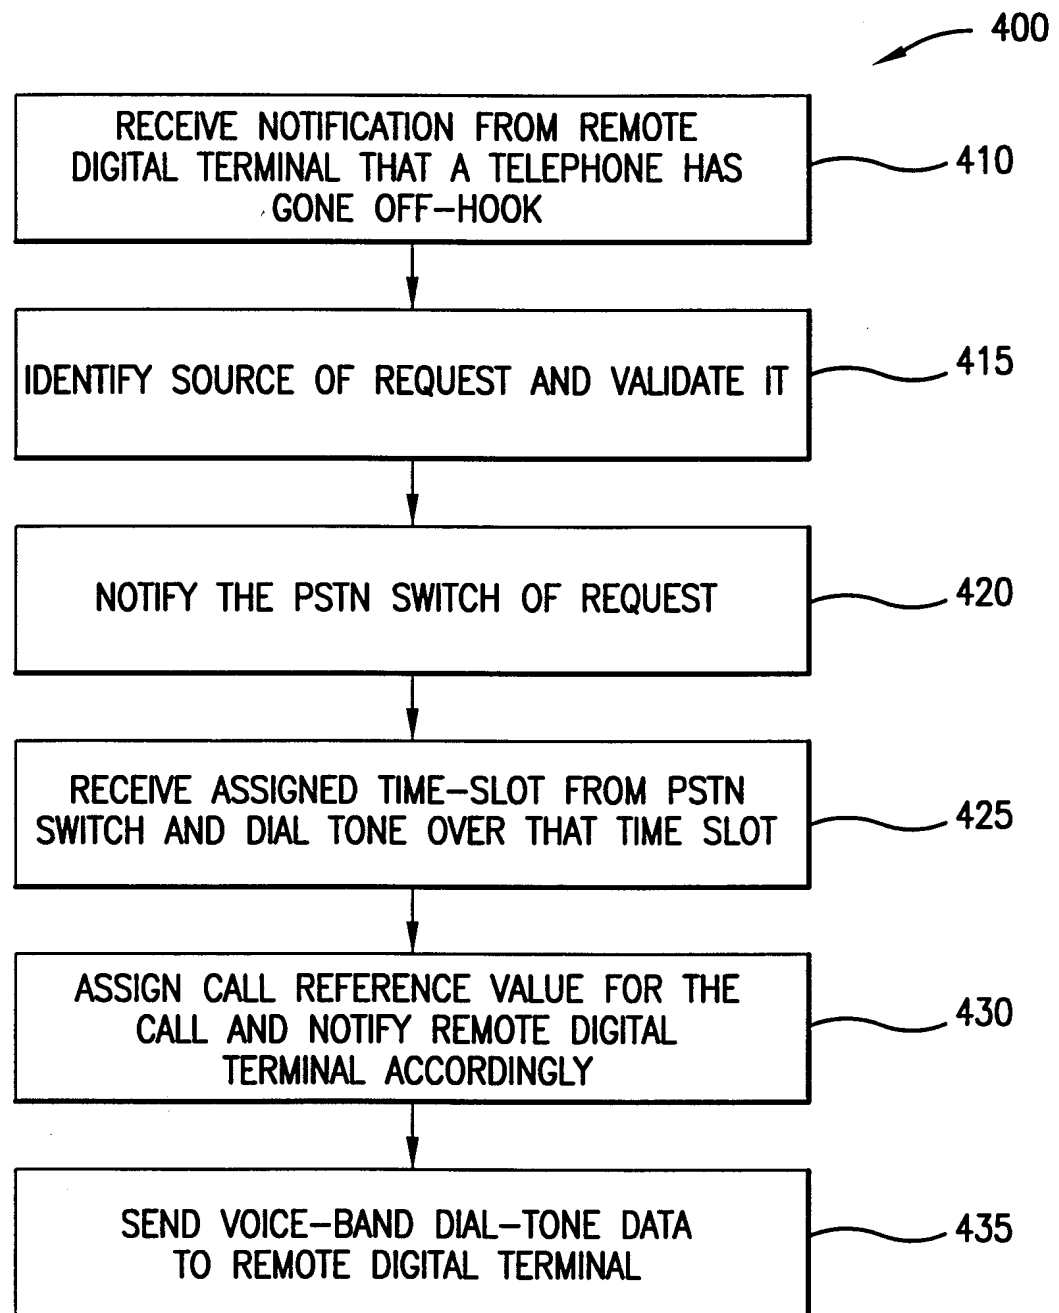 400
RECEIVE NOTIFICATION FROM REMOTE
DIGITAL TERMINAL THAT A TELEPHONE HAS
GONE OFF-HOOK
410
IDENTIFY SOURCE OF REQUEST AND VALIDATE IT
415
NOTIFY THE PSTN SWITCH OF REQUEST
420
RECEIVE ASSIGNED TIME-SLOT FROM PSTN
SWITCH AND DIAL TONE OVER THAT TIME SLOT
425
ASSIGN CALL REFERENCE VALUE FOR THE
CALL AND NOTIFY REMOTE DIGITAL
TERMINAL ACCORDINGLY
430
SEND VOICE-BAND DIAL-TONE DATA
TO REMOTE DIGITAL TERMINAL
435